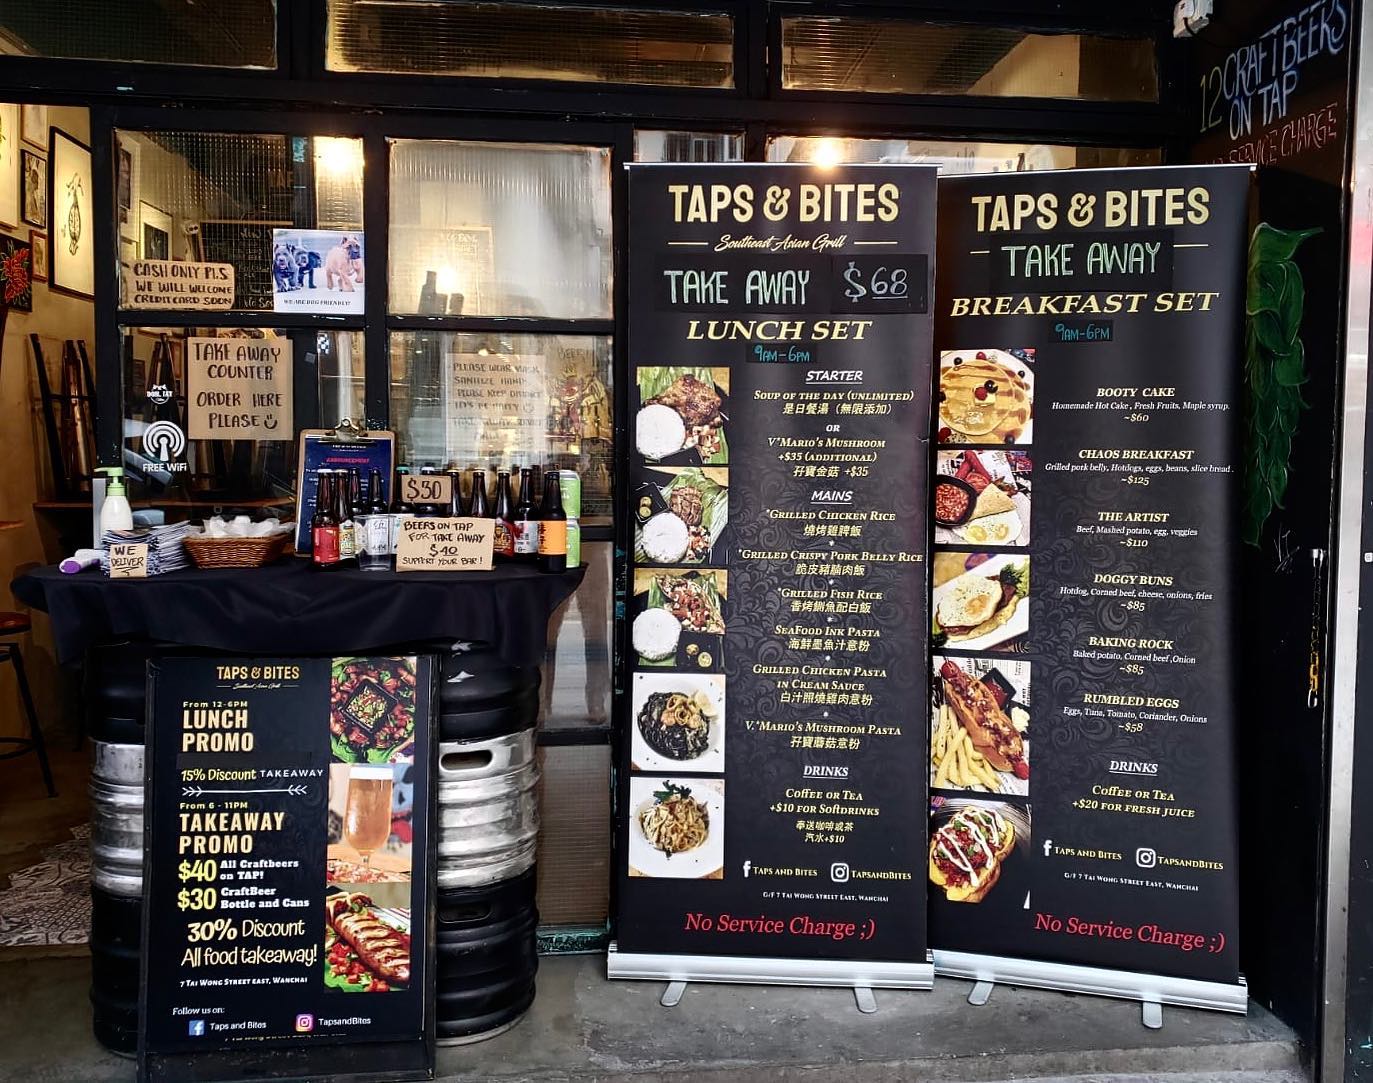 12 CRAFT BEERS
ON TAP
SERVICE CHARGE
CASH ONLY PLS.
WE WILL WELCOME
CREDITCARD SOON
WE ARE DOG FRIENDLY!
TAKE AWAY
COUNTER
ORDER HERE
PLEASE
FREE WiFi
PLEASE WEAR MASK
SANITIZE HANDS
PLEASE KEEP DISTANCE
ANNOUNCEMENT
$30
BEERS ON TAP
FOR TAKE AWAY
$40
SUPPORT YOUR BAR!
WE
DELIVER
TAPS & BITES
Southeast Asian Grill
From 12-6PM
LUNCH
PROMO
15% Discount TAKEAWAY
From 6 - 11PM
TAKEAWAY
PROMO
$40 All Craftbeers
on TAP!
$30 CraftBeer
Bottle and Cans
30% Discount
All food takeaway!
7 Tai Wong Street east, Wanchai
Follow us on:
Taps and Bites TapsandBites
TAPS & BITES
Southeast Asian Grill
TAKE AWAY $68
LUNCH SET
9AM-6PM
STARTER
Soup of the day (unlimited)
是日餐湯（無限添加）
or
V*Mario's Mushroom
+$35 (additional)
孖寶金菇 +$35
MAINS
*Grilled Chicken Rice
燒烤雞髀飯
*Grilled Crispy Pork Belly Rice
脆皮豬腩肉飯
*Grilled Fish Rice
香烤鯛魚配白飯
SeaFood Ink Pasta
海鮮墨魚汁意粉
Grilled Chicken Pasta
in Cream Sauce
白汁照燒雞肉意粉
V.*Mario's Mushroom Pasta
孖寶蘑菇意粉
DRINKS
Coffee or Tea
+$10 for Softdrinks
奉送咖啡或茶
汽水+$10
Taps and Bites tapsandbites
G/F 7 Tai Wong Street East, Wanchai
No Service Charge ;)
TAPS & BITES
TAKE AWAY
BREAKFAST SET
9AM-6PM
BOOTY CAKE
Homemade Hot Cake , Fresh Fruits, Maple syrup.
~$60
CHAOS BREAKFAST
Grilled pork belly, Hotdogs, eggs, beans, slice bread .
~$125
THE ARTIST
Beef, Mashed potato, egg, veggies
~$110
DOGGY BUNS
Hotdog, Corned beef, cheese, onions, fries
~$85
BAKING ROCK
Baked potato, Corned beef ,Onion
~$85
RUMBLED EGGS
Eggs, Tuna, Tomato, Coriander, Onions
~$58
DRINKS
Coffee or Tea
+$20 for fresh juice
Taps and Bites TapsandBites
G/F 7 Tai Wong Street East, Wanchai
No Service Charge ;)